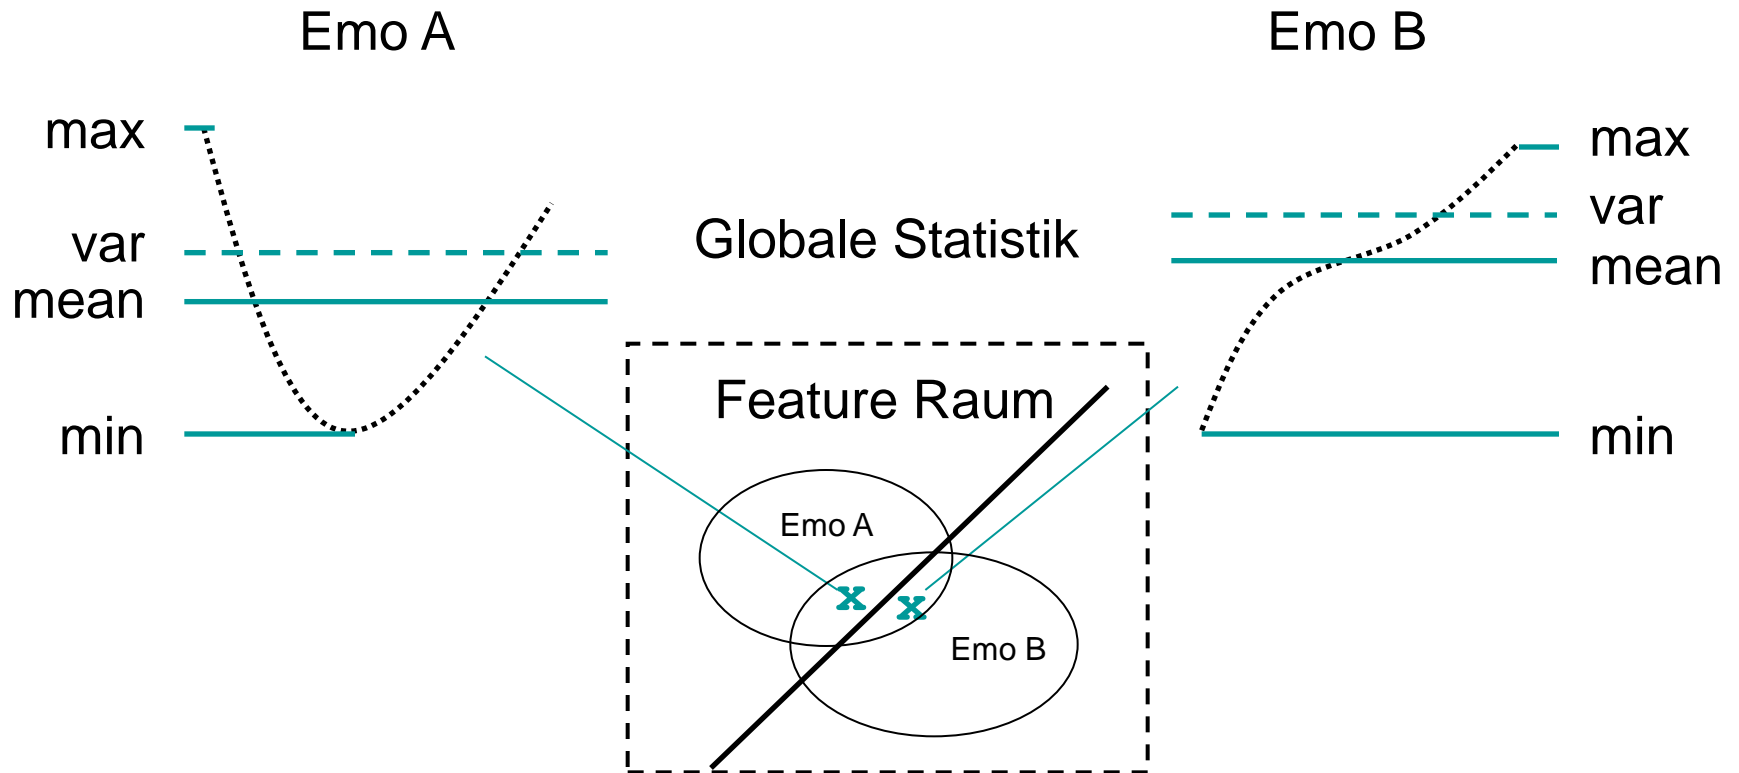 Emo A
Emo B
max
var
mean
min
Globale Statistik
max
var
mean
min
Feature Raum
Emo A
x
x
Emo B